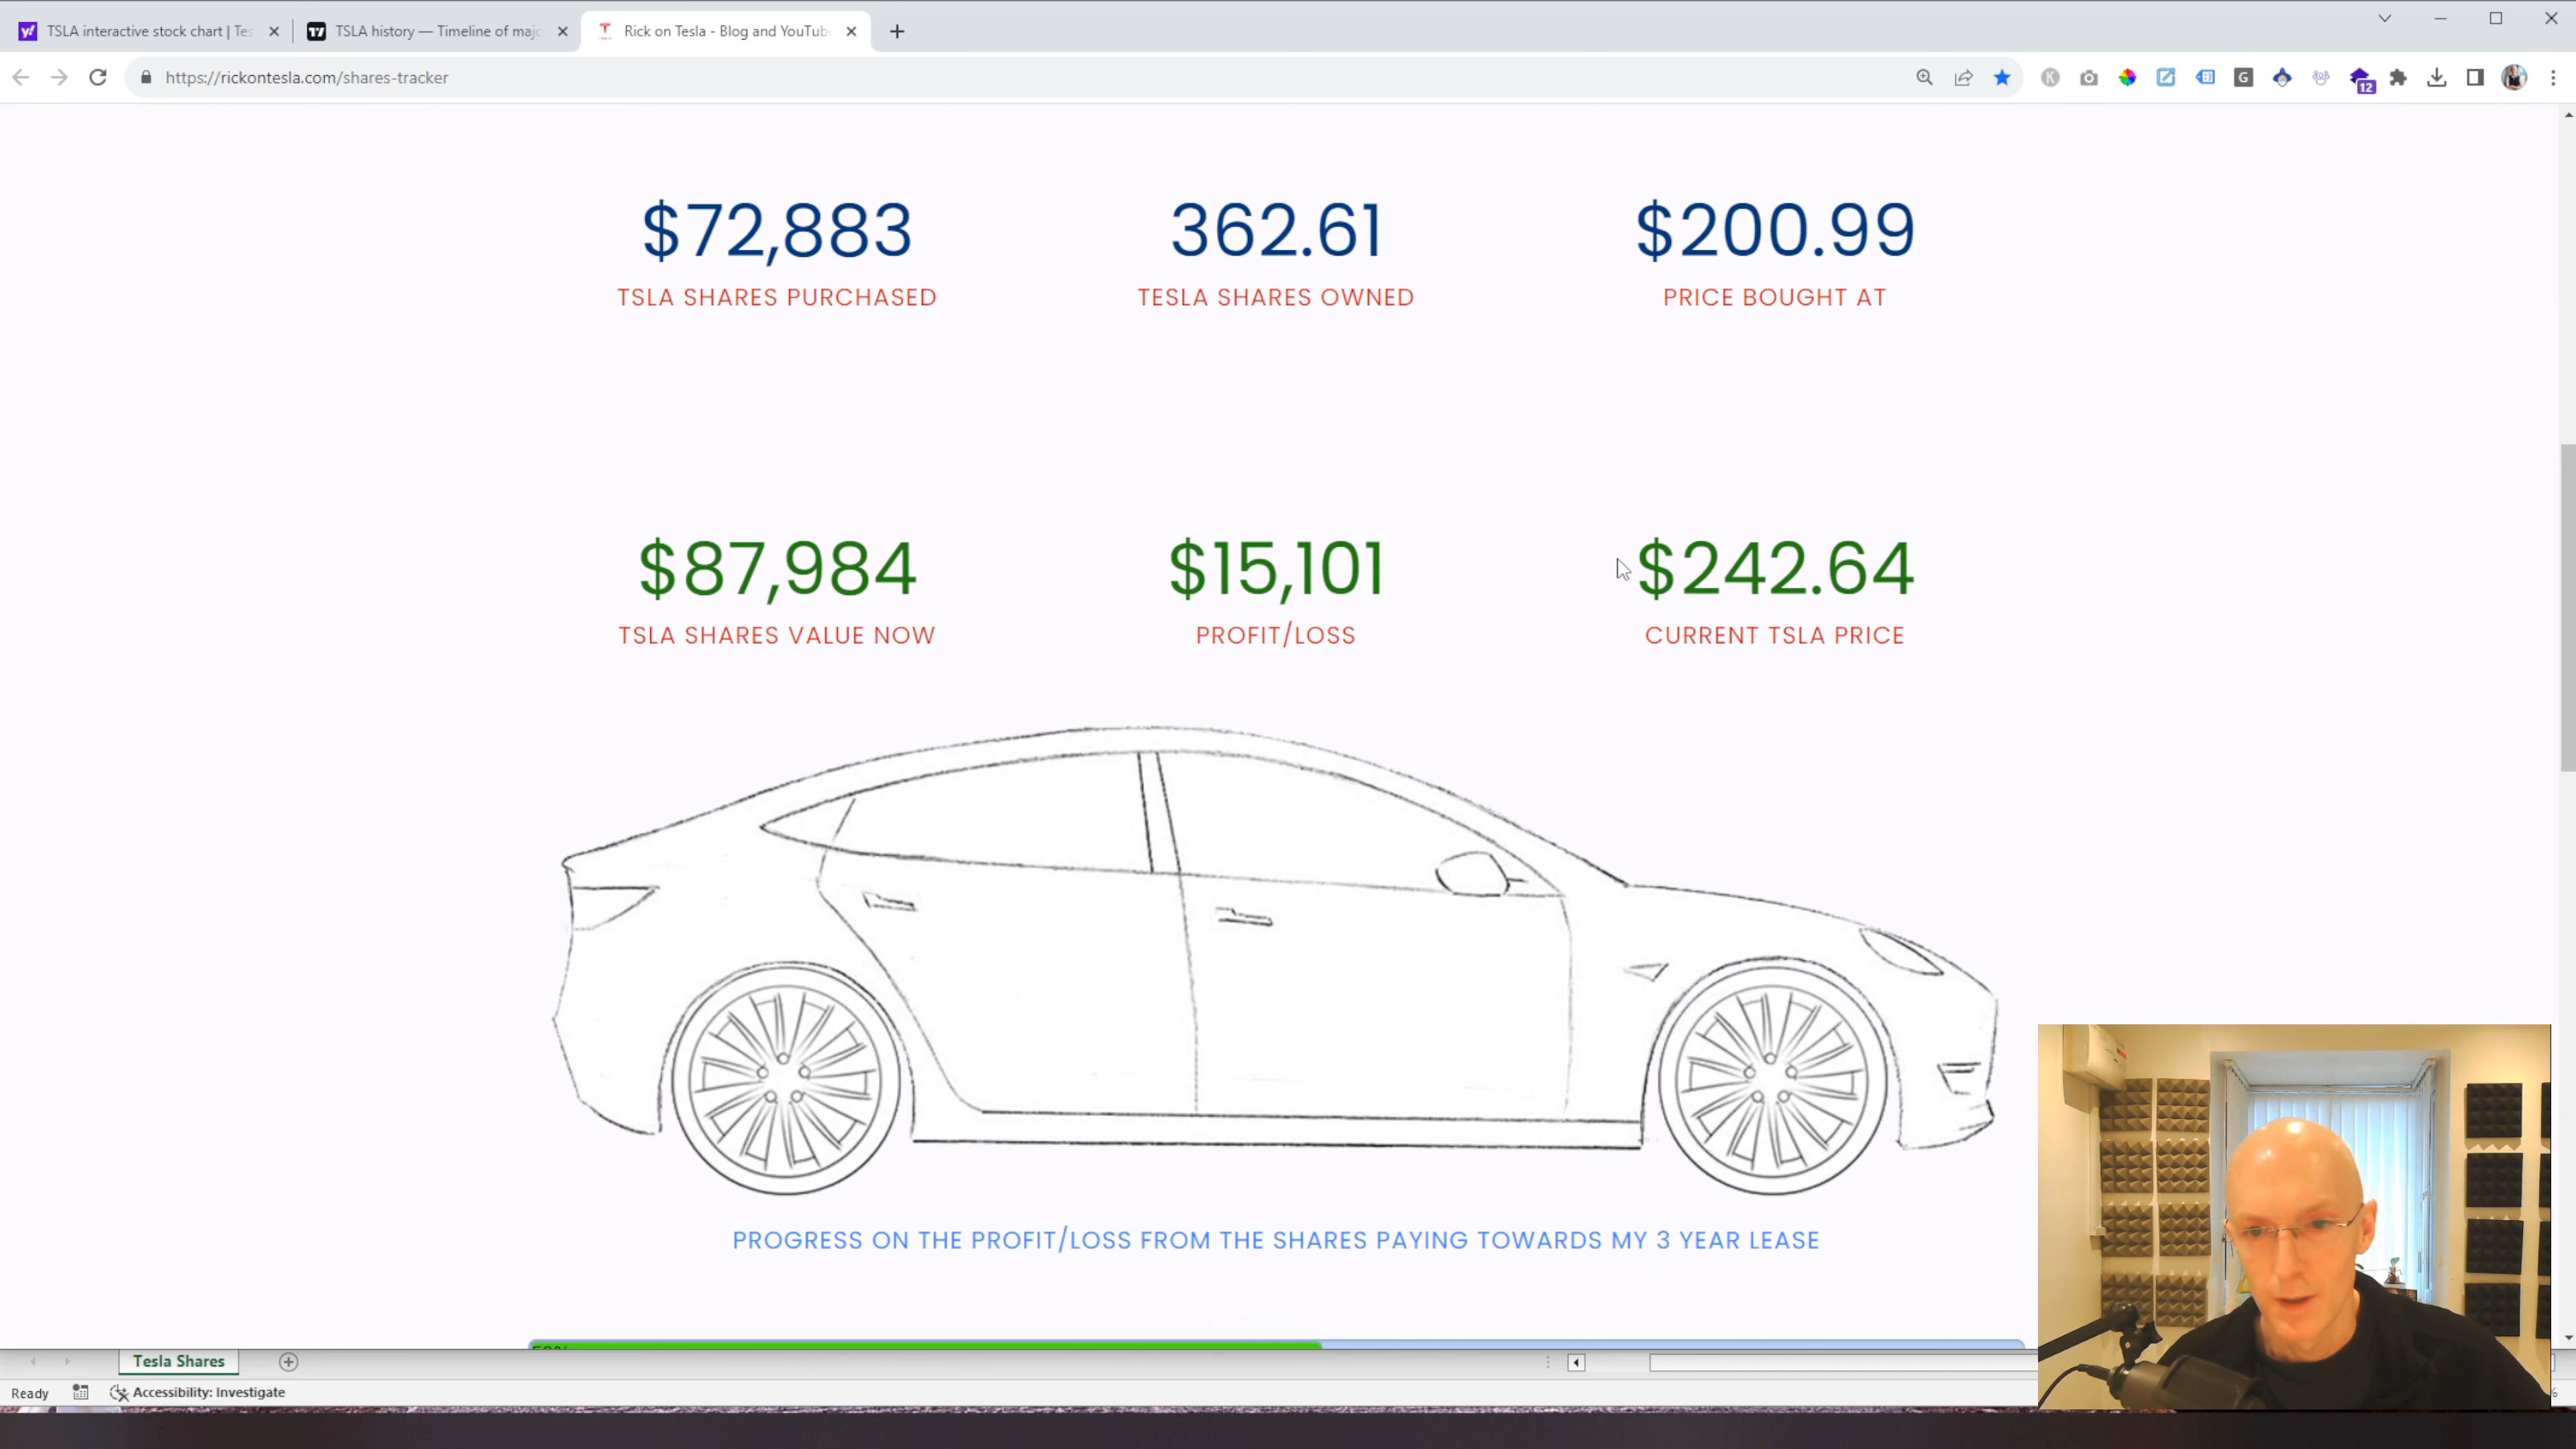 TSLA interactive stock chart | Tes
TSLA history — Timeline of majo
Rick on Tesla - Blog and YouTub
https://rickontesla.com/shares-tracker
12
$72,883
362.61
$200.99
TSLA SHARES PURCHASED
TESLA SHARES OWNED
PRICE BOUGHT AT
$87,984
$15,101
$242.64
TSLA SHARES VALUE NOW
PROFIT/LOSS
CURRENT TSLA PRICE
PROGRESS ON THE PROFIT/LOSS FROM THE SHARES PAYING TOWARDS MY 3 YEAR LEASE
Tesla Shares
Ready
Accessibility: Investigate